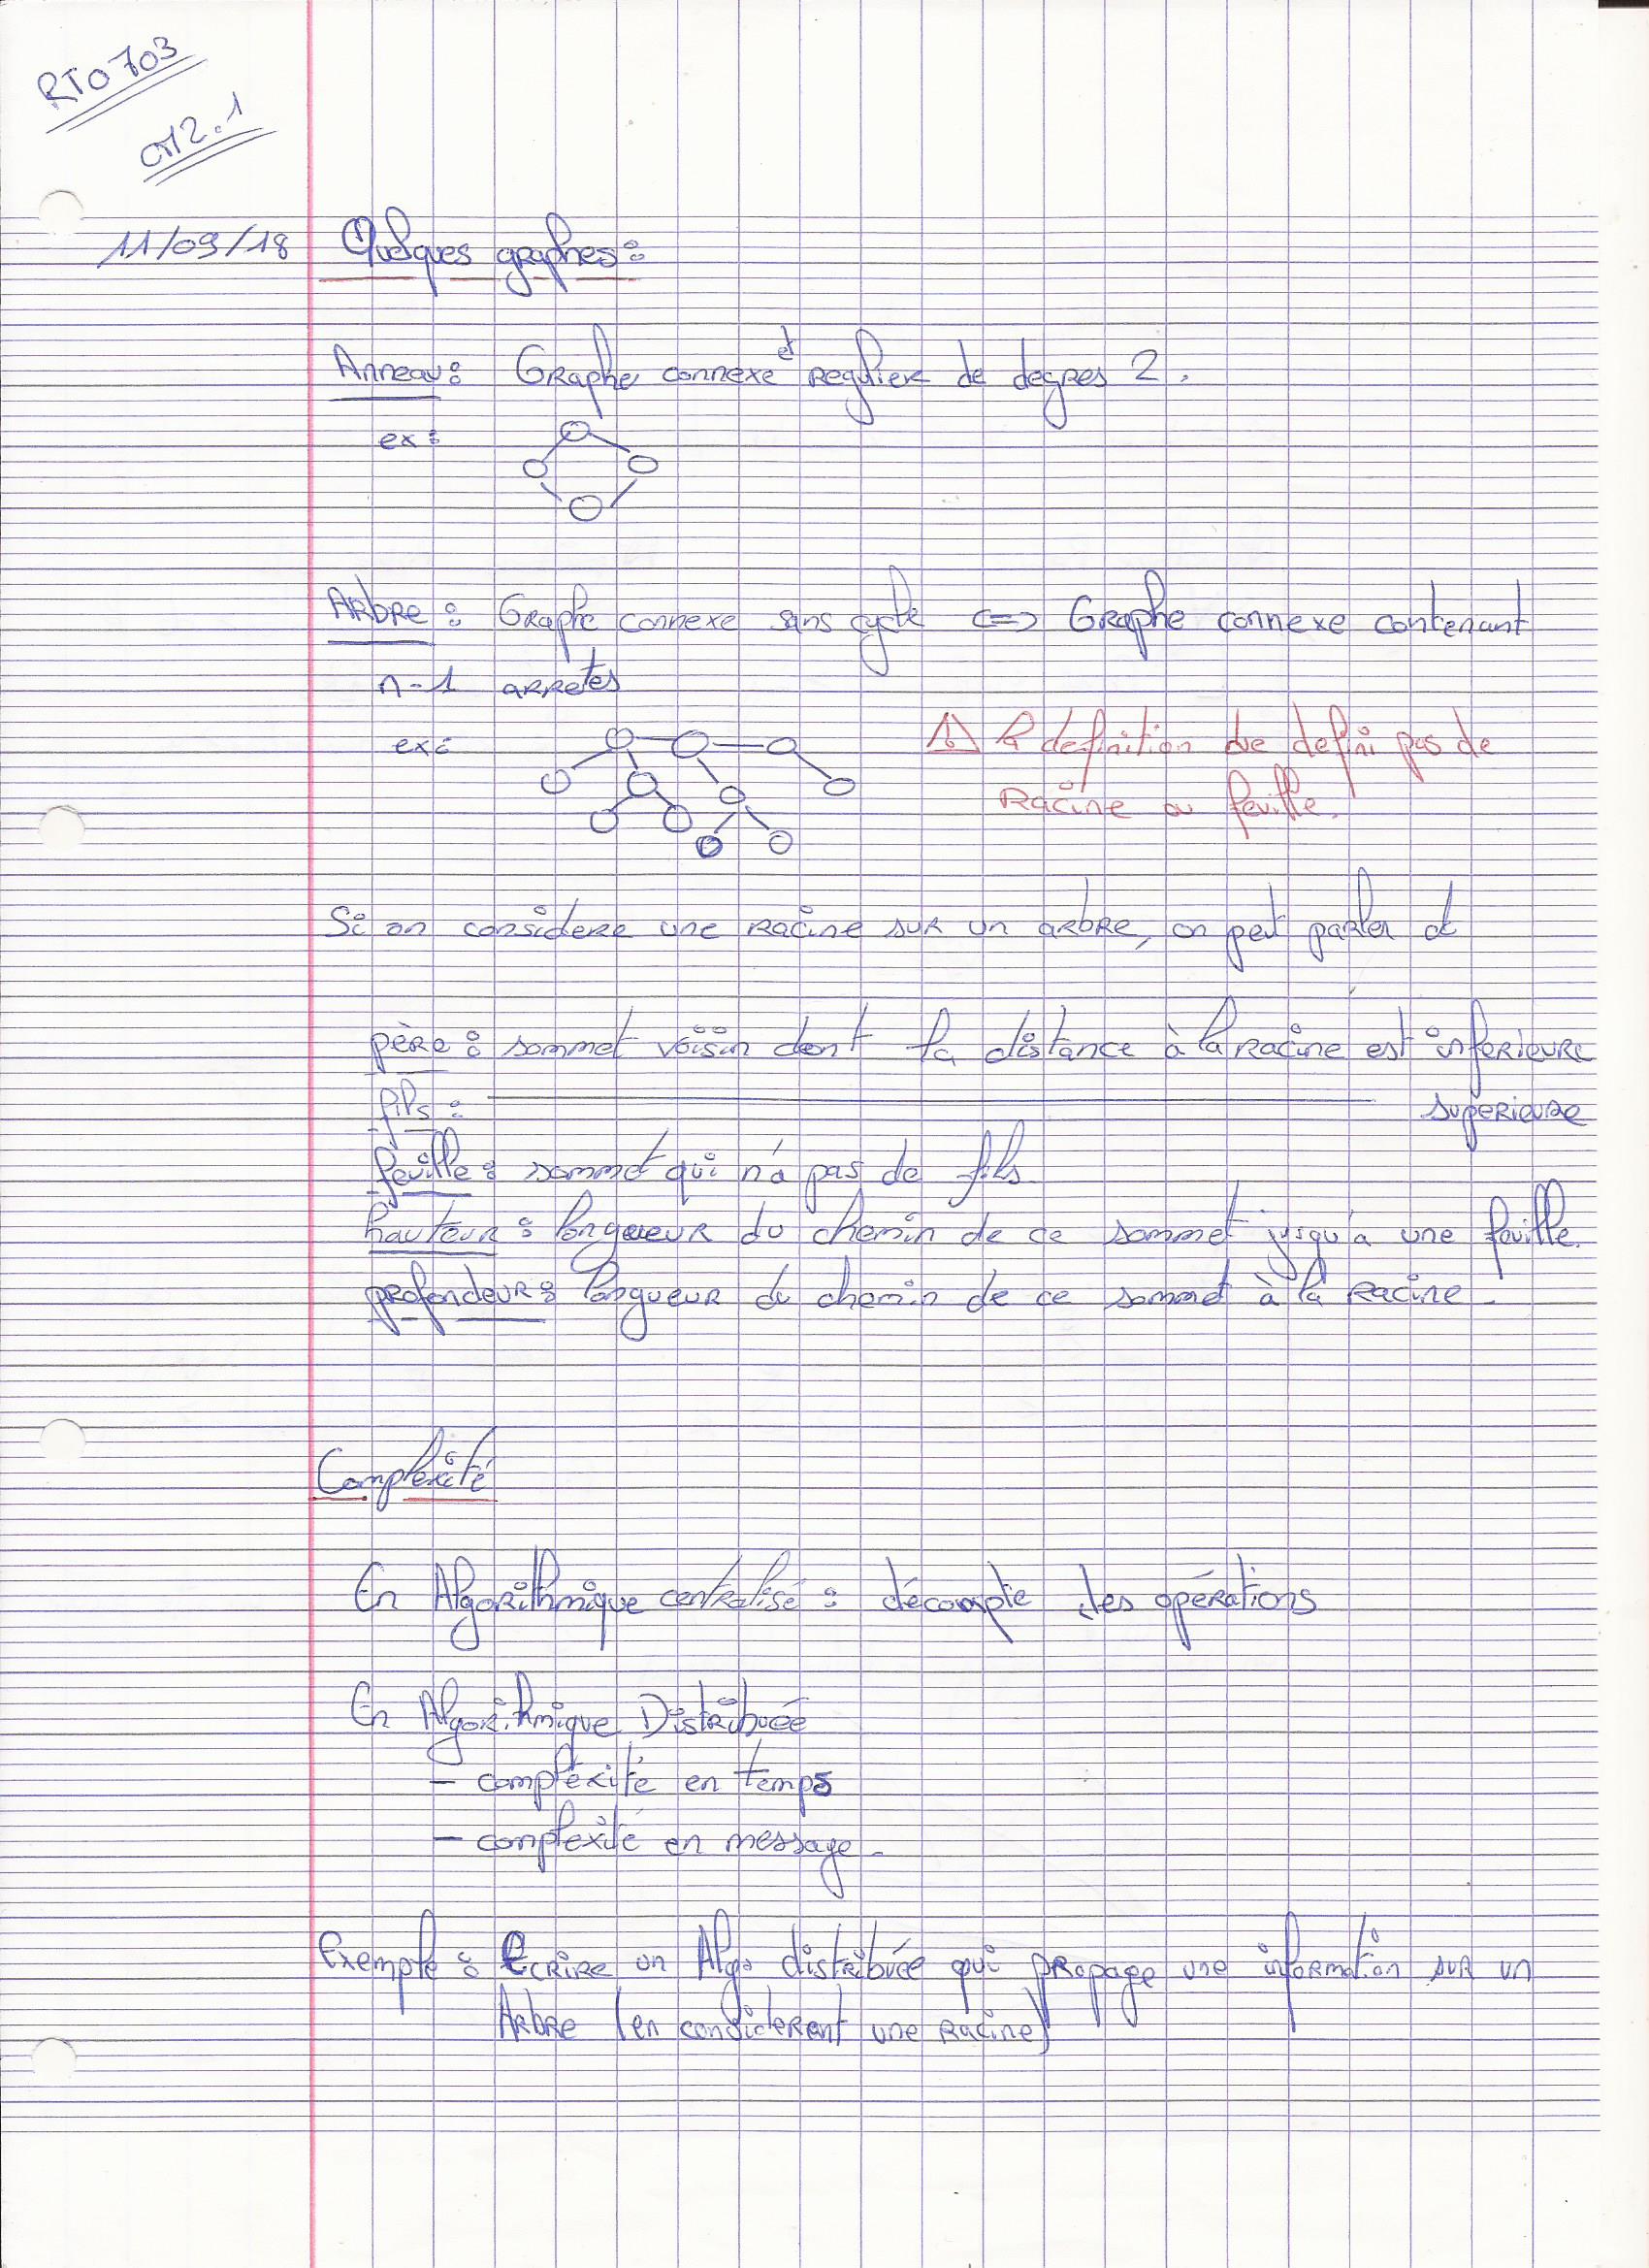 RT0703
CM2.1
11/09/18 Quelques graphes :
Anneau : Graphe connexe et regulier de degres 2.
ex :
Arbre : Graphe connexe sans cycle <=> Graphe connexe contenant
n-1 arretes
ex :
⚠ la definition de defini pas de
racine ou feuille.
Si on considere une racine sur un arbre, on peut parler d
père : sommet voisin dont la distance à la racine est inferieure
fils : superieure
feuille : sommet qui n'a pas de fils.
hauteur : longueur du chemin de ce sommet jusqu'a une feuille.
profondeur : longueur du chemin de ce sommet à la racine.
Complexité
En Algorithmique centralisé : décompte des opérations
En Algorithmique Distribuée
- complexité en temps
- complexité en message.
Exemple : Ecrire un Algo distribuée qui propage une information sur un
Arbre (en considerant une racine)